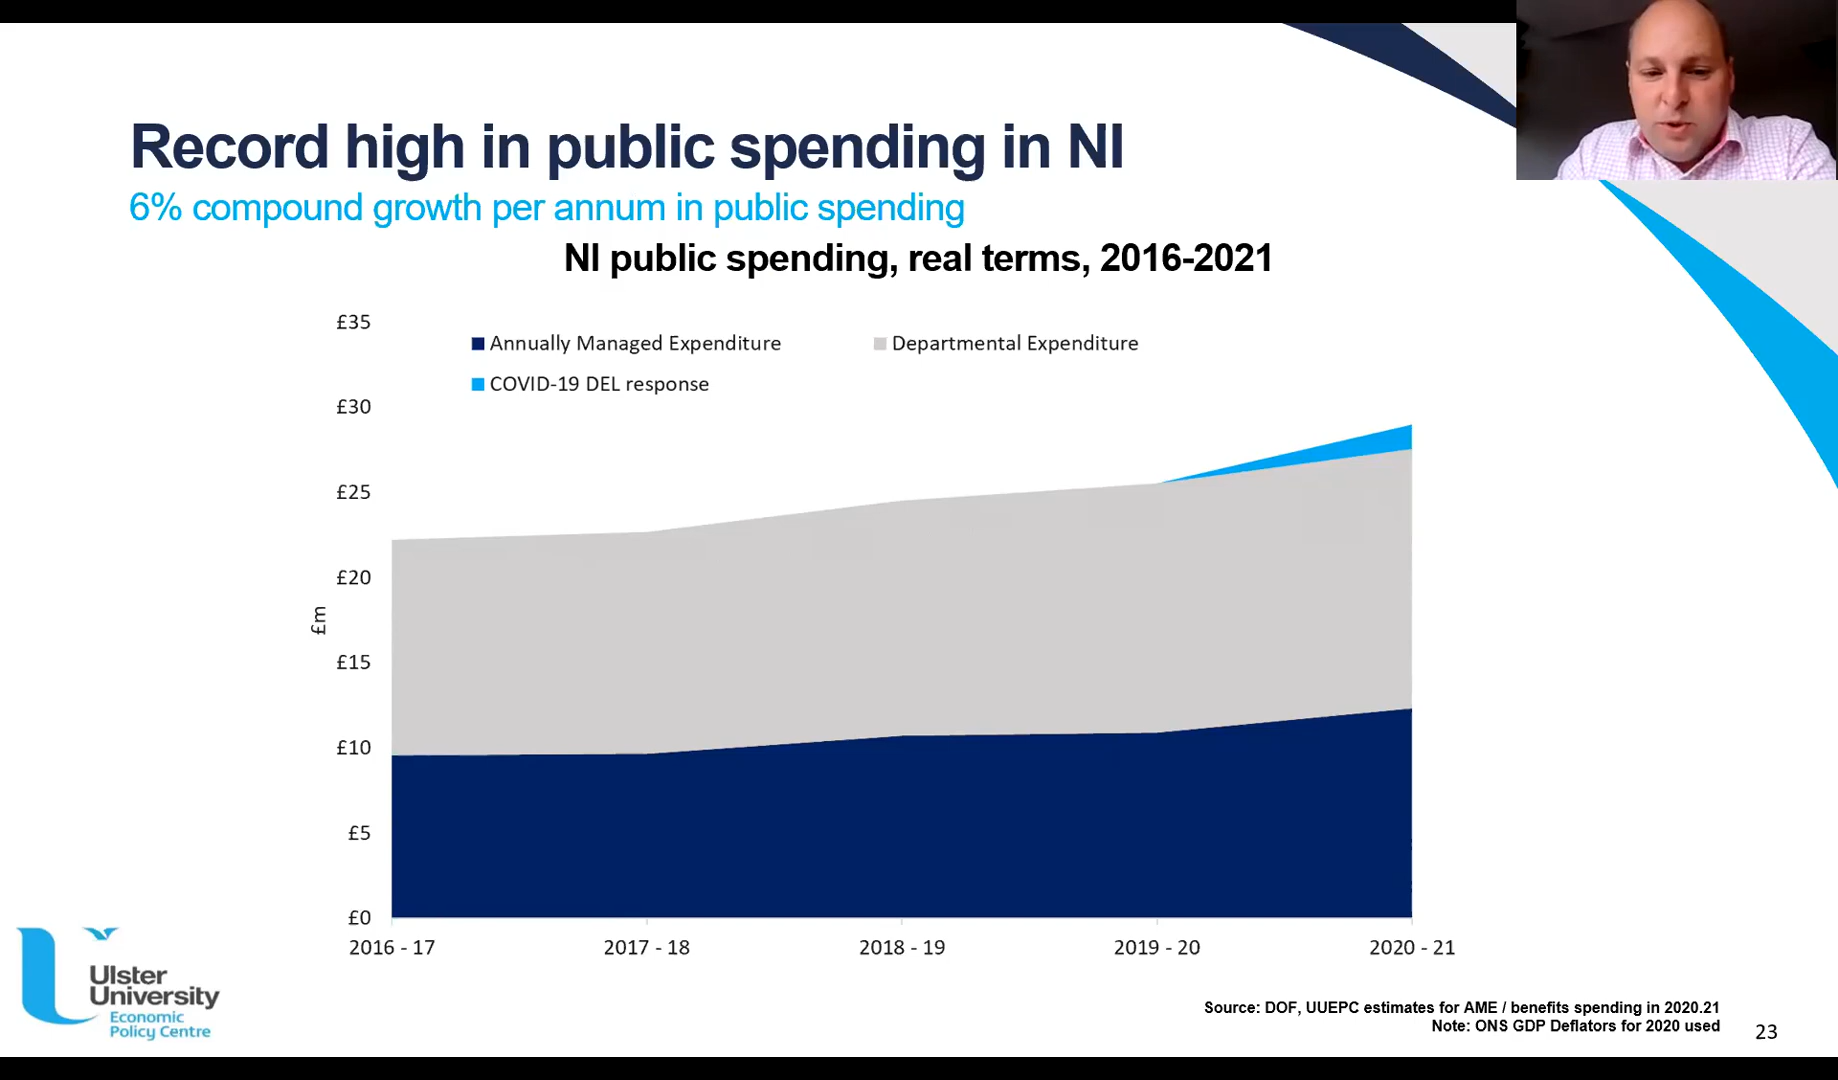 Record high in public spending in NI
6% compound growth per annum in public spending
NI public spending, real terms, 2016-2021
£35
Annually Managed Expenditure
Departmental Expenditure
COVID-19 DEL response
£30
£25
£20
£m
£15
£10
£5
£0
2016 - 17
2017 - 18
2018 - 19
2019 - 20
2020 - 21
Ulster
University
Economic
Policy Centre
Source: DOF, UUEPC estimates for AME / benefits spending in 2020.21
Note: ONS GDP Deflators for 2020 used
23